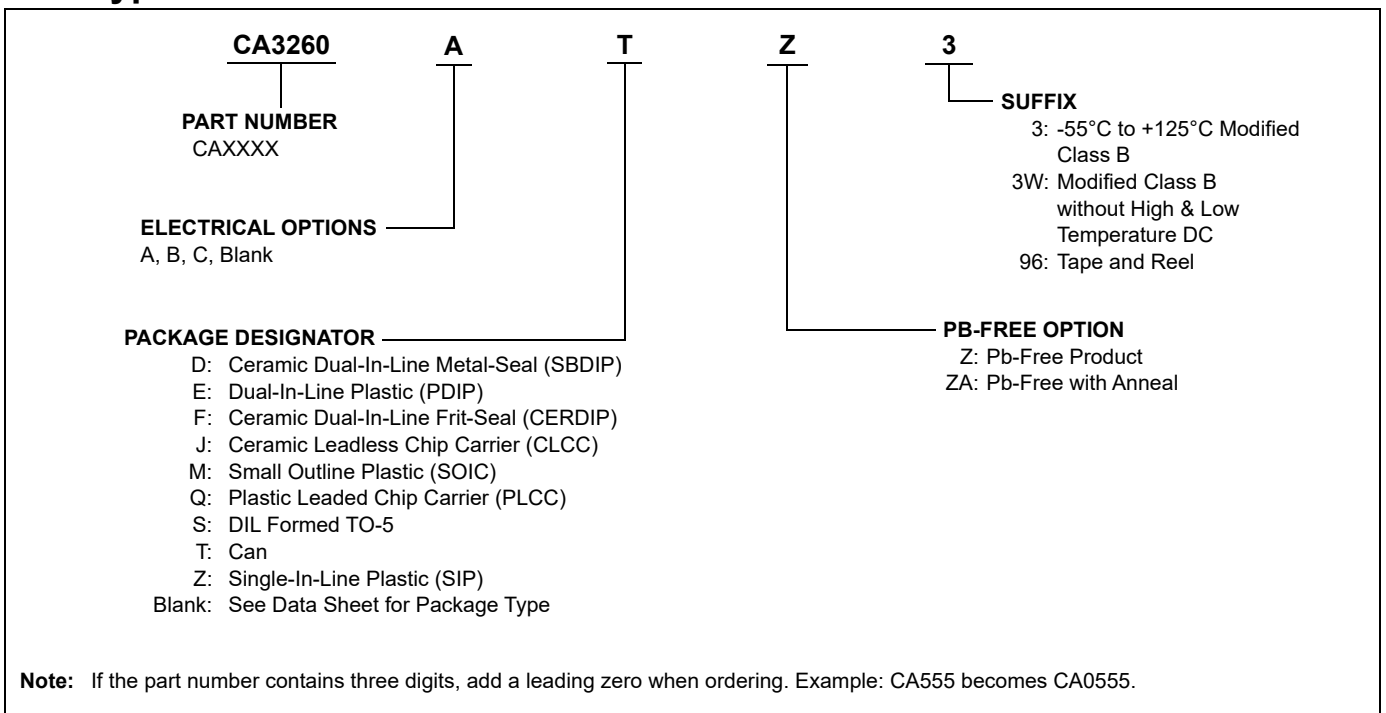 CA3260 A T Z 3
PART NUMBER
CAXXXX
ELECTRICAL OPTIONS
A, B, C, Blank
PACKAGE DESIGNATOR
D: Ceramic Dual-In-Line Metal-Seal (SBDIP)
E: Dual-In-Line Plastic (PDIP)
F: Ceramic Dual-In-Line Frit-Seal (CERDIP)
J: Ceramic Leadless Chip Carrier (CLCC)
M: Small Outline Plastic (SOIC)
Q: Plastic Leaded Chip Carrier (PLCC)
S: DIL Formed TO-5
T: Can
Z: Single-In-Line Plastic (SIP)
Blank: See Data Sheet for Package Type
SUFFIX
3: -55°C to +125°C Modified
Class B
3W: Modified Class B
without High & Low
Temperature DC
96: Tape and Reel
PB-FREE OPTION
Z: Pb-Free Product
ZA: Pb-Free with Anneal
Note: If the part number contains three digits, add a leading zero when ordering. Example: CA555 becomes CA0555.